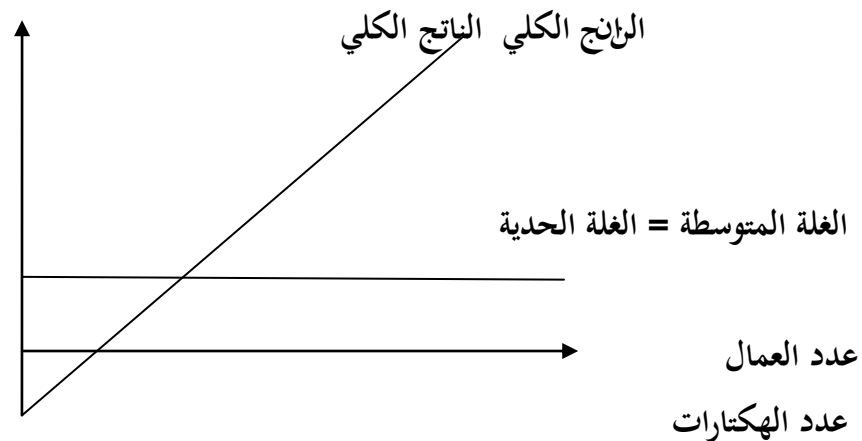 الناتج الكلي
الغلة المتوسطة = الغلة الحدية
عدد العمال
عدد الهكتارات